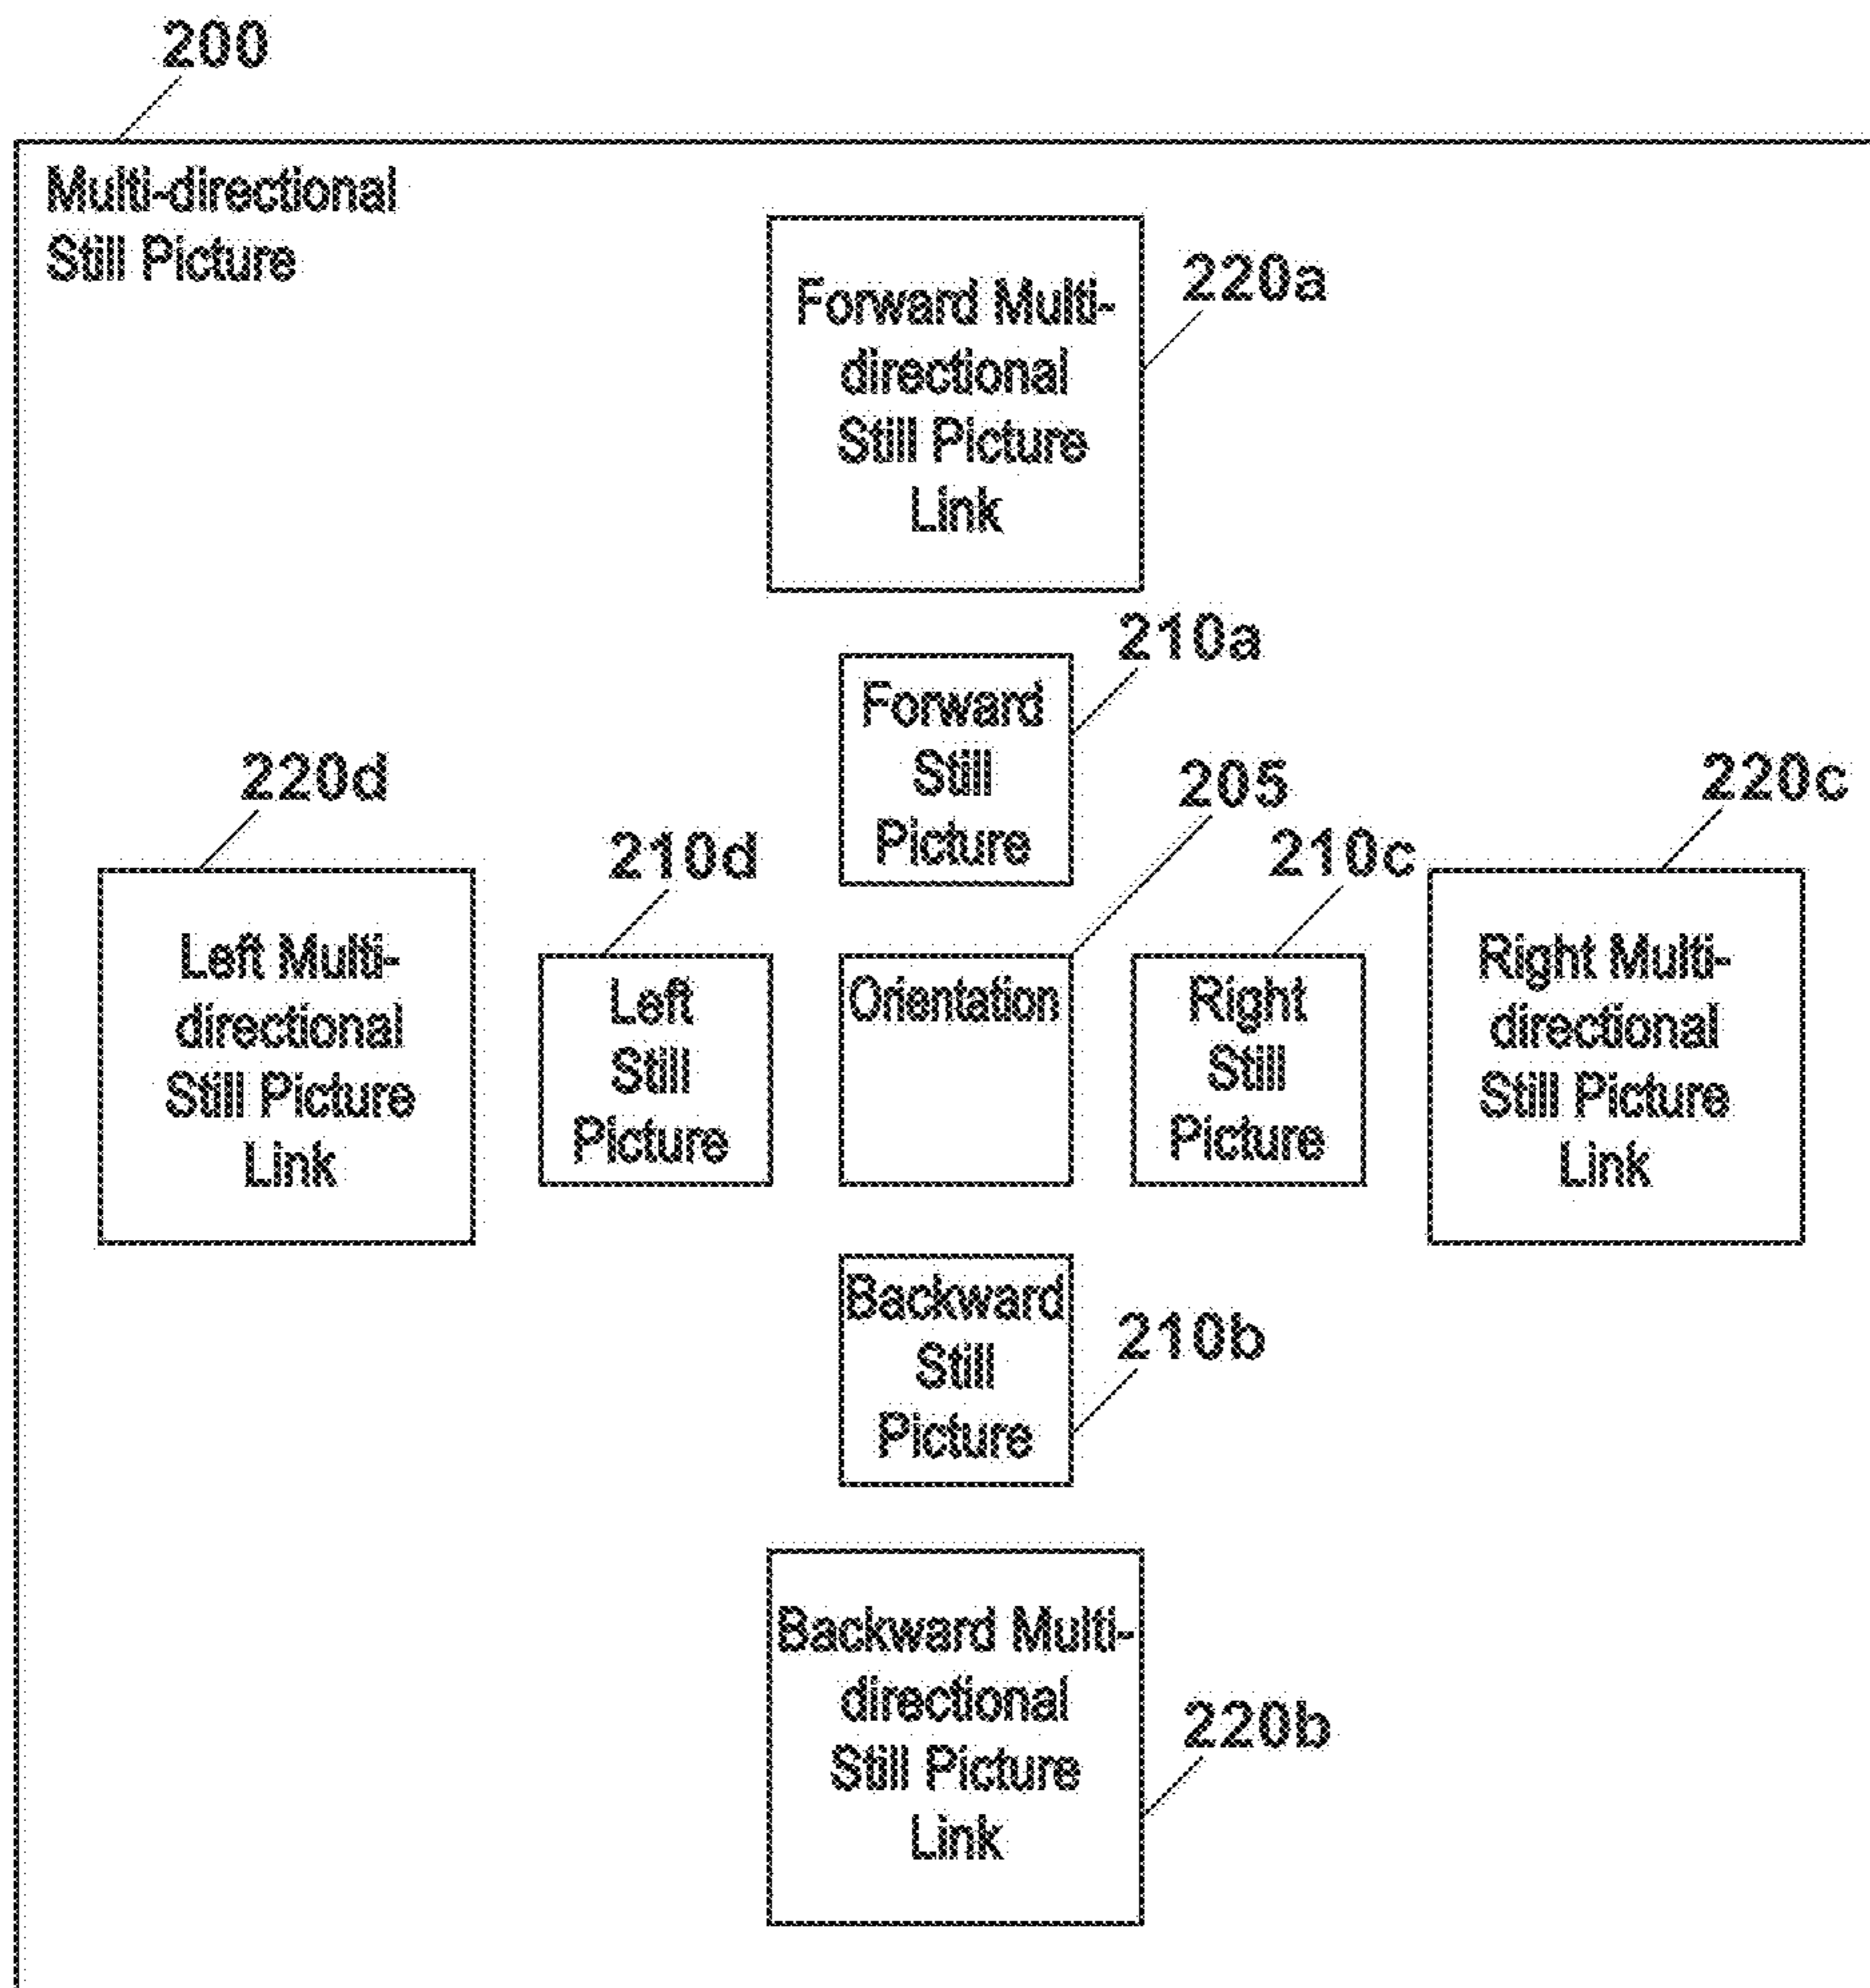 200
Multi-directional
Still Picture
Forward Multi-
directional
Still Picture
Link
220a
Forward
Still
Picture
210a
220d
Left Multi-
directional
Still Picture
Link
210d
Left
Still
Picture
205
Orientation
210c
Right
Still
Picture
220c
Right Multi-
directional
Still Picture
Link
Backward
Still
Picture
210b
Backward Multi-
directional
Still Picture
Link
220b